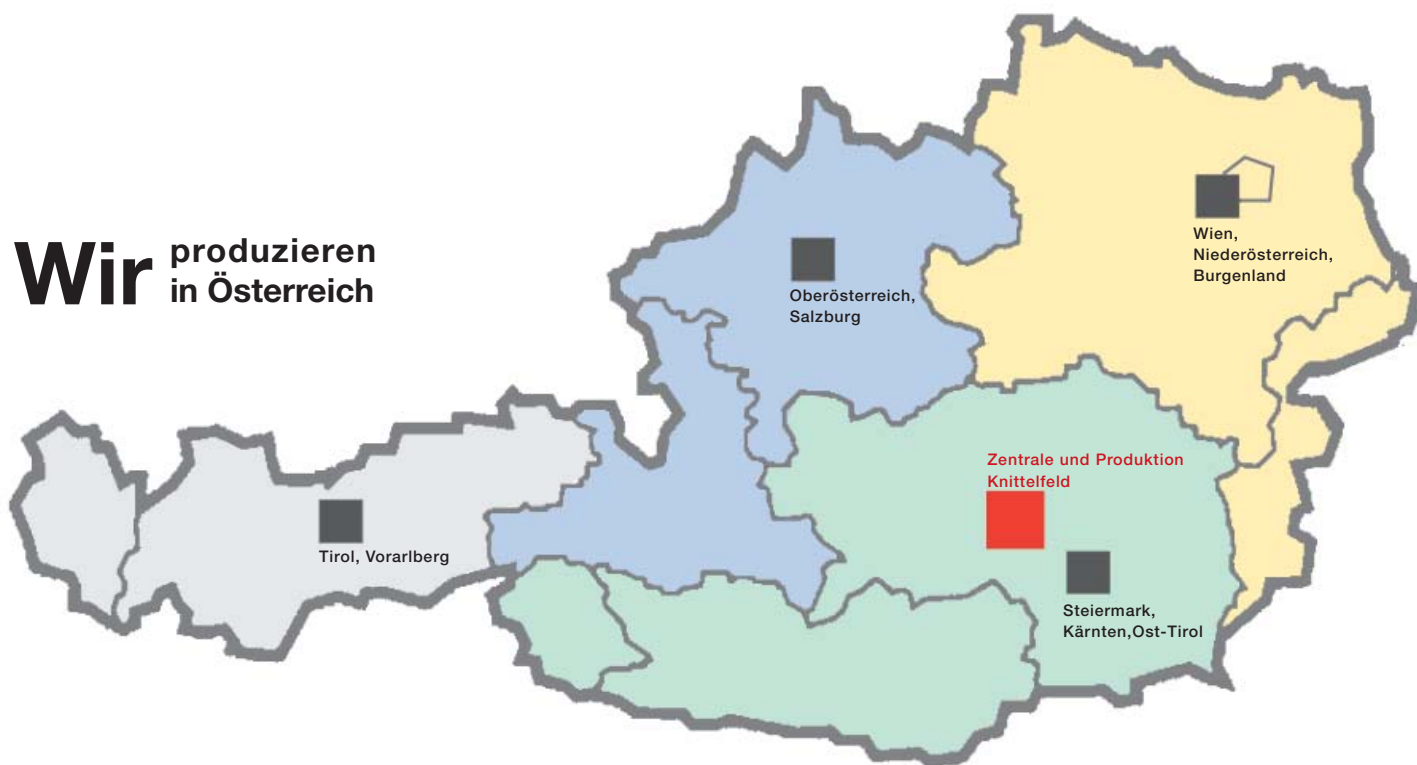 Wir produzieren
in Österreich
Wien,
Niederösterreich,
Burgenland
Oberösterreich,
Salzburg
Zentrale und Produktion
Knittelfeld
Tirol, Vorarlberg
Steiermark,
Kärnten,Ost-Tirol